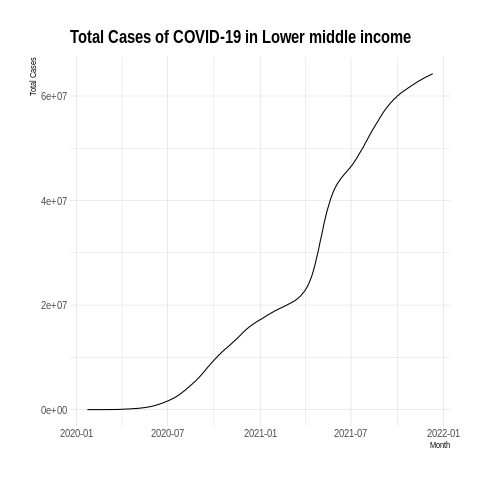 Total Cases of COVID-19 in Lower middle income
Total Cases
6e+07
4e+07
2e+07
0e+00
2020-01 2020-07 2021-01 2021-07 2022-01
Month